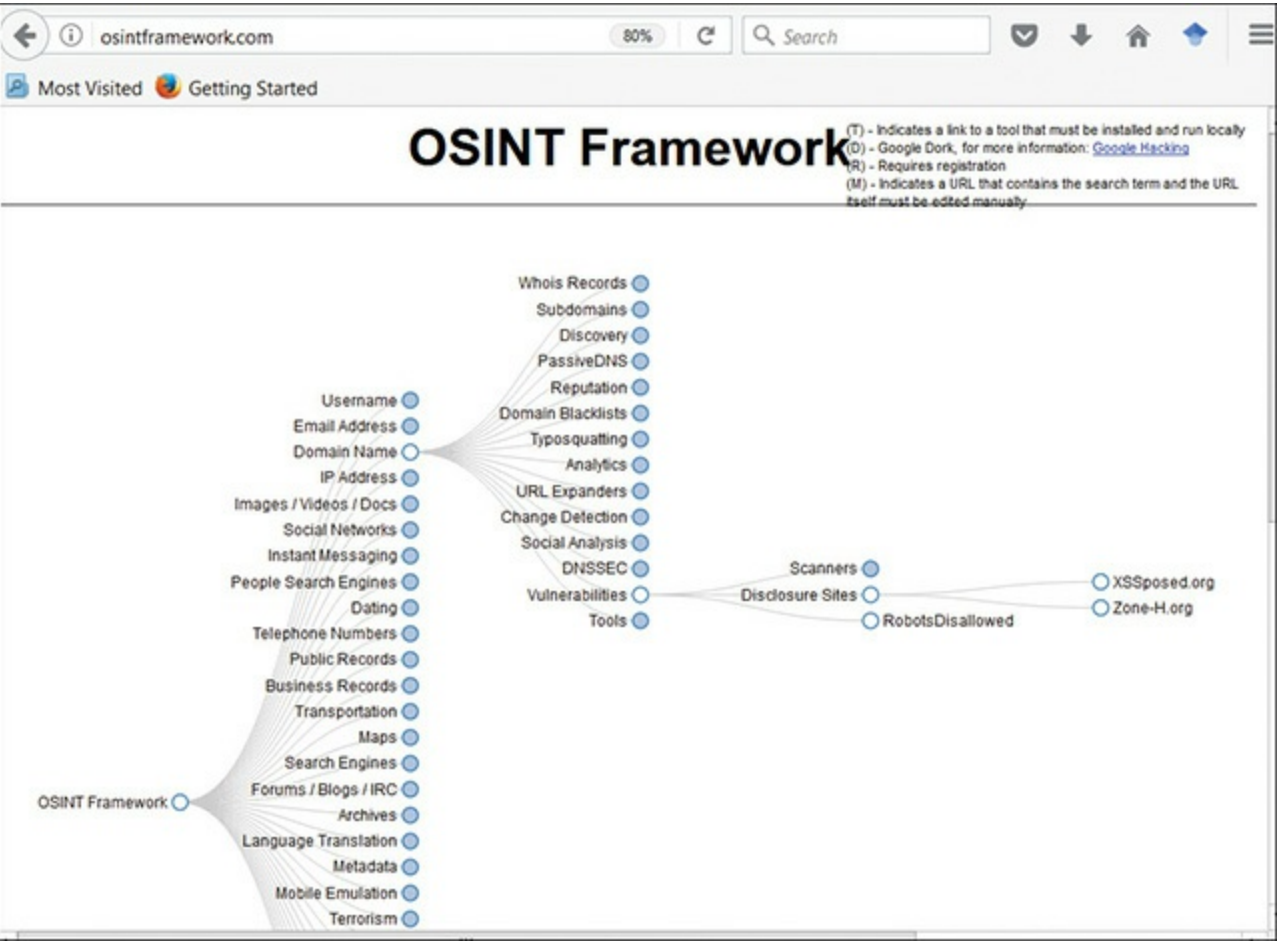 osintframework.com
80%
Search
Most Visited
Getting Started
OSINT Framework
(T) - Indicates a link to a tool that must be installed and run locally
(D) - Google Dork, for more information: Google Hacking
(R) - Requires registration
(M) - Indicates a URL that contains the search term and the URL
itself must be edited manually
Whois Records
Subdomains
Discovery
PassiveDNS
Reputation
Domain Blacklists
Typosquatting
Analytics
URL Expanders
Change Detection
Social Analysis
DNSSEC
Vulnerabilities
Tools
Scanners
Disclosure Sites
RobotsDisallowed
XSSposed.org
Zone-H.org
Username
Email Address
Domain Name
IP Address
Images / Videos / Docs
Social Networks
Instant Messaging
People Search Engines
Dating
Telephone Numbers
Public Records
Business Records
Transportation
Maps
Search Engines
Forums / Blogs / IRC
Archives
Language Translation
Metadata
Mobile Emulation
Terrorism
OSINT Framework